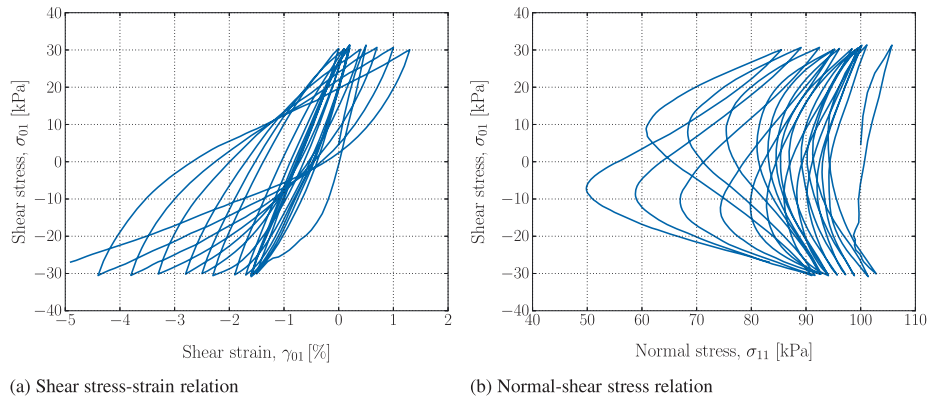 40
30
20
10
0
−10
−20
−30
−40
Shear stress, σ01 [kPa]
−5 −4 −3 −2 −1 0 1 2
Shear strain, γ01 [%]
(a) Shear stress-strain relation
40
30
20
10
0
−10
−20
−30
−40
Shear stress, σ01 [kPa]
40 50 60 70 80 90 100 110
Normal stress, σ11 [kPa]
(b) Normal-shear stress relation